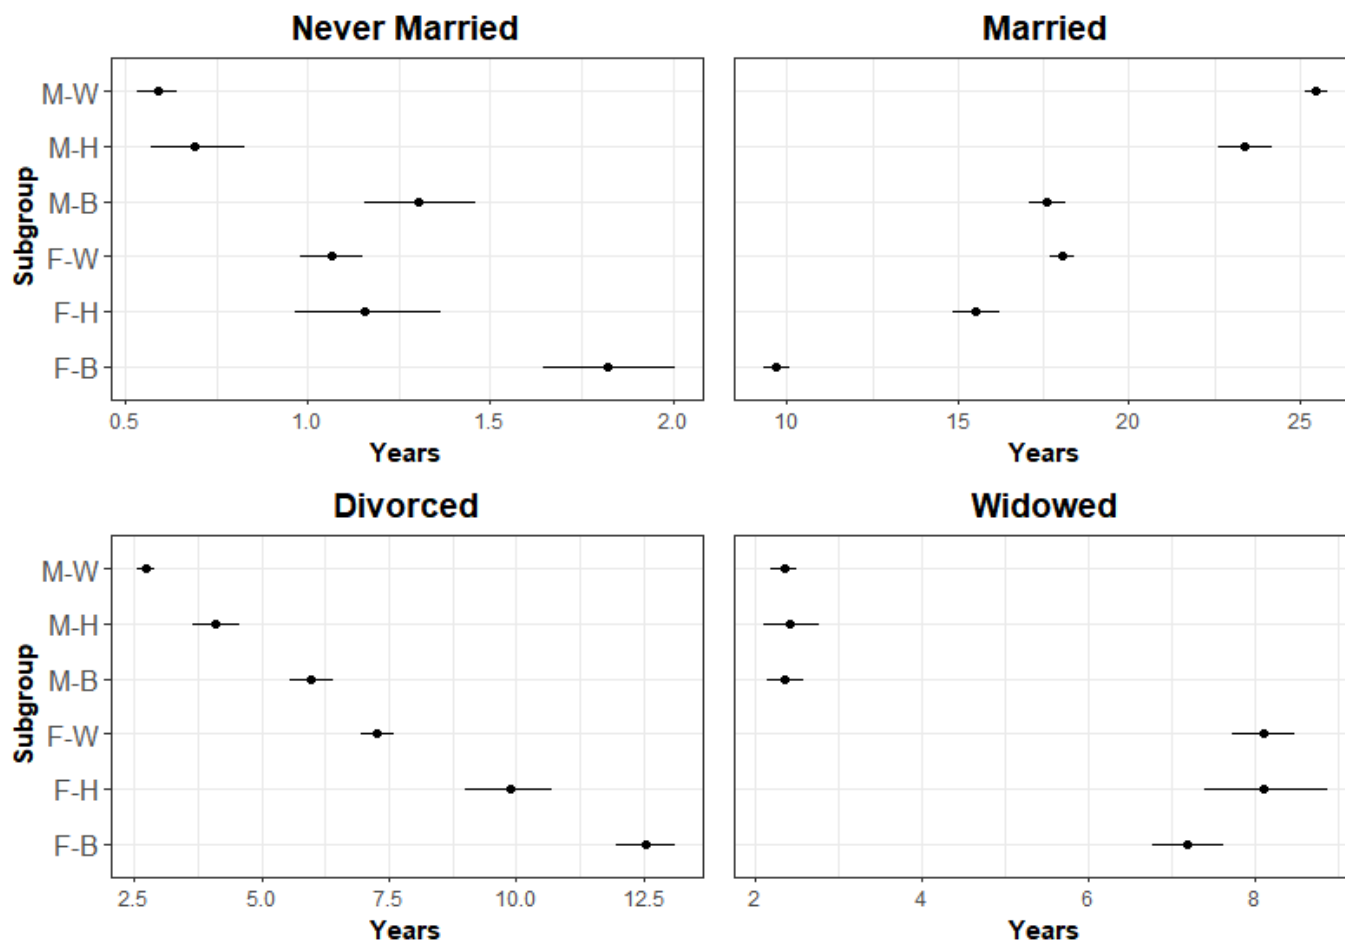 Never Married
Married
M-W
M-H
M-B
F-W
F-H
F-B
Subgroup
0.5 1.0 1.5 2.0
10 15 20 25
Years
Years
Divorced
Widowed
M-W
M-H
M-B
F-W
F-H
F-B
Subgroup
2.5 5.0 7.5 10.0 12.5
2 4 6 8
Years
Years